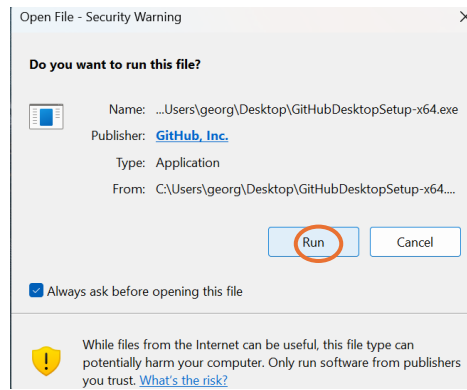 Open File - Security Warning
Do you want to run this file?
Name: ...Users\georg\Desktop\GitHubDesktopSetup-x64.exe
Publisher: GitHub, Inc.
Type: Application
From: C:\Users\georg\Desktop\GitHubDesktopSetup-x64....
Run Cancel
Always ask before opening this file
While files from the Internet can be useful, this file type can
potentially harm your computer. Only run software from publishers
you trust. What's the risk?